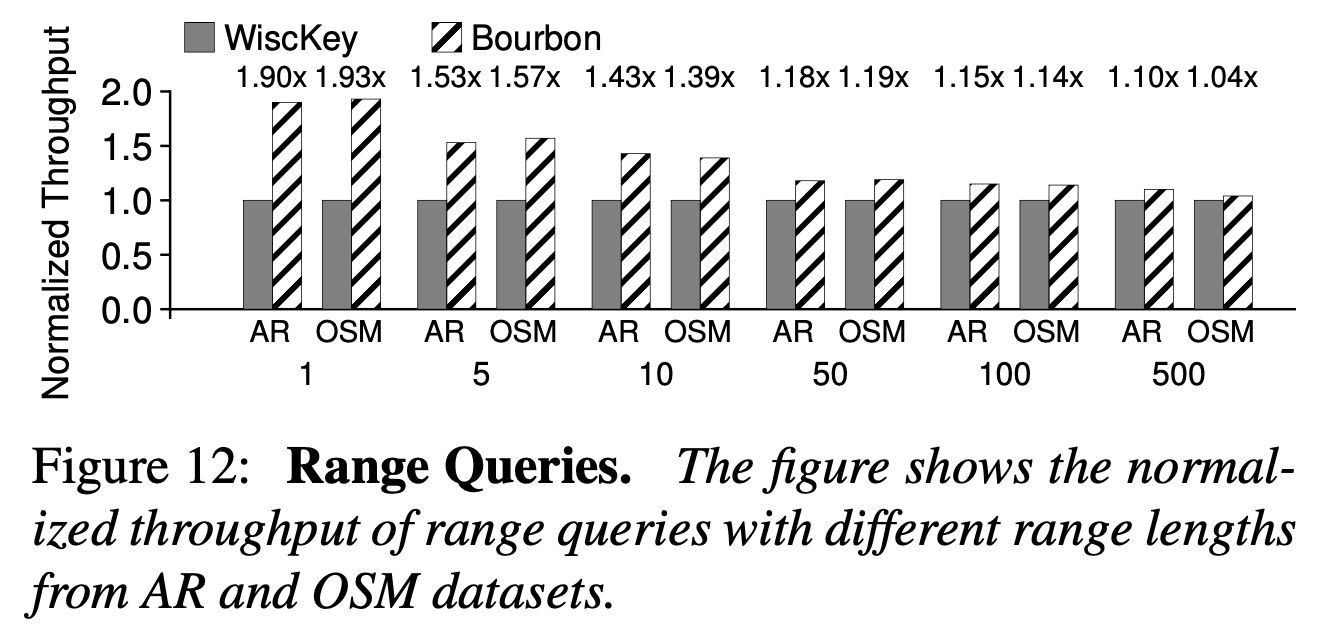 Normalized Throughput
WiscKey Bourbon
1.90x 1.93x 1.53x 1.57x 1.43x 1.39x 1.18x 1.19x 1.15x 1.14x 1.10x 1.04x
2.0
1.5
1.0
0.5
0.0
AR OSM AR OSM AR OSM AR OSM AR OSM AR OSM
1 5 10 50 100 500
Figure 12: Range Queries. The figure shows the normal-
ized throughput of range queries with different range lengths
from AR and OSM datasets.